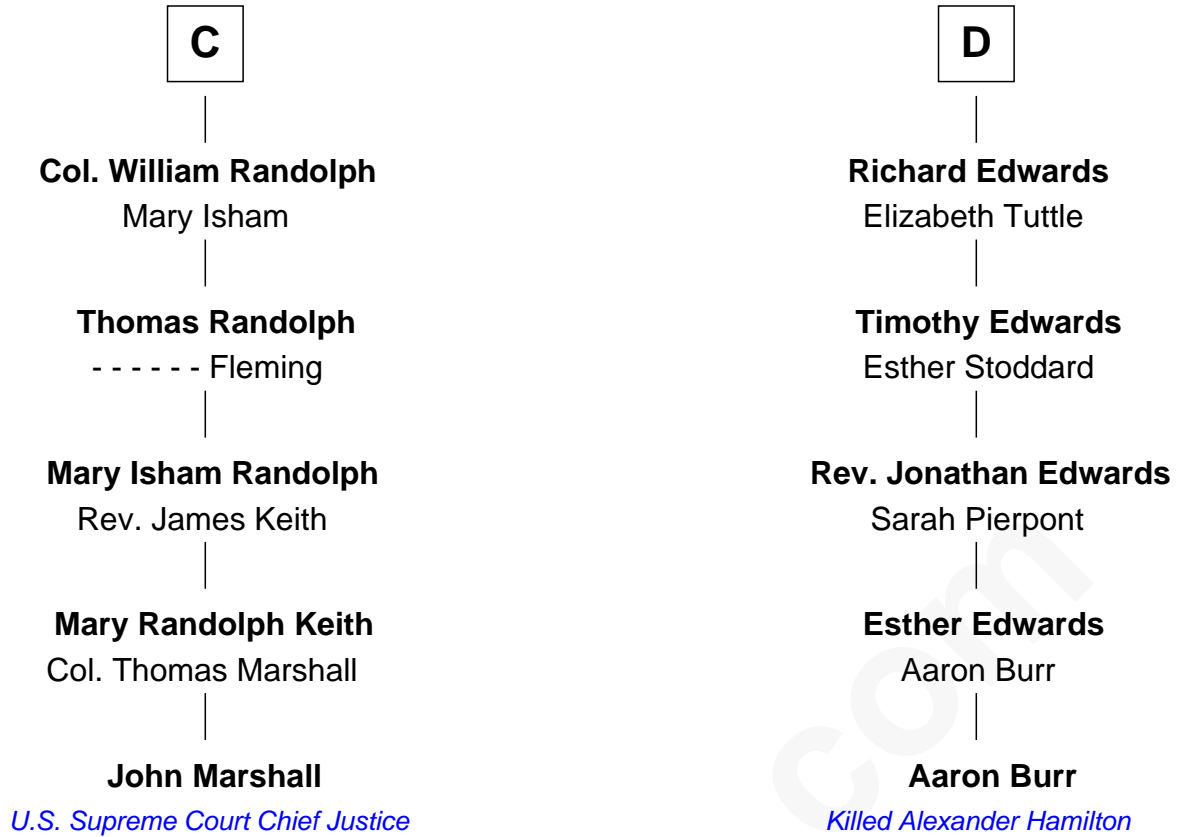 C
Col. William Randolph
Mary Isham
Thomas Randolph
- - - - - - Fleming
Mary Isham Randolph
Rev. James Keith
Mary Randolph Keith
Col. Thomas Marshall
John Marshall
U.S. Supreme Court Chief Justice
D
Richard Edwards
Elizabeth Tuttle
Timothy Edwards
Esther Stoddard
Rev. Jonathan Edwards
Sarah Pierpont
Esther Edwards
Aaron Burr
Aaron Burr
Killed Alexander Hamilton
com